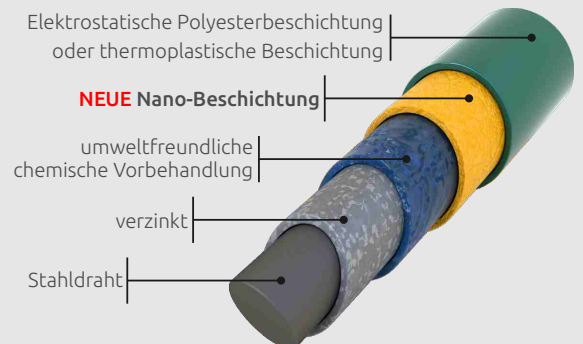 Elektrostatische Polyesterbeschichtung
oder thermoplastische Beschichtung
NEUE Nano-Beschichtung
umweltfreundliche
chemische Vorbehandlung
verzinkt
Stahldraht